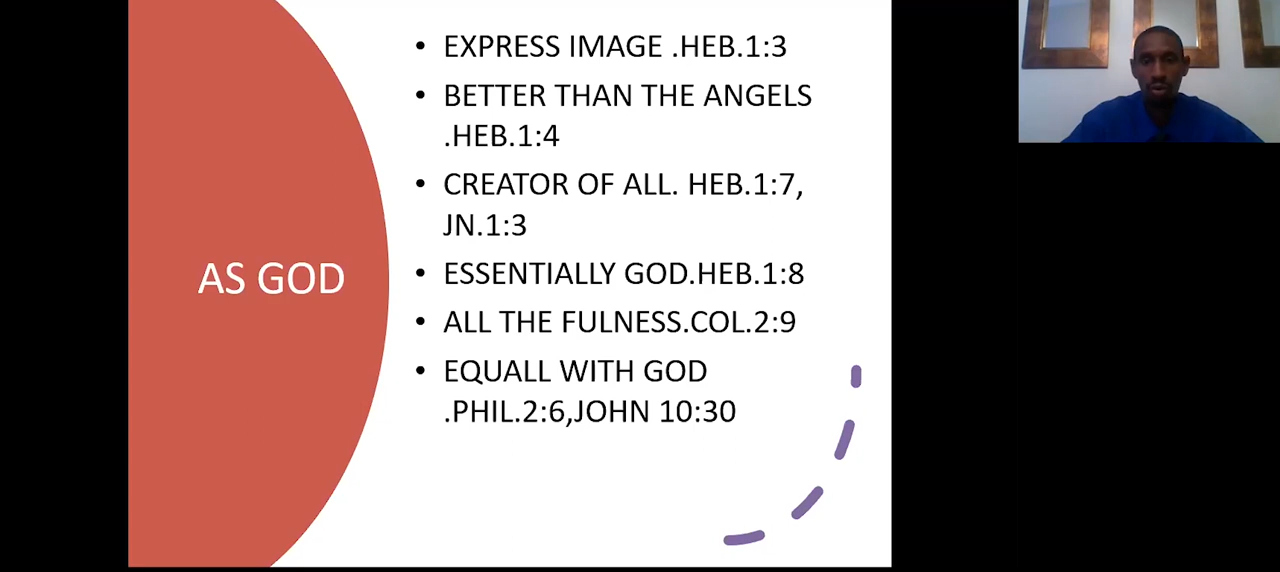 AS GOD
• EXPRESS IMAGE .HEB.1:3
• BETTER THAN THE ANGELS
.HEB.1:4
• CREATOR OF ALL. HEB.1:7,
JN.1:3
• ESSENTIALLY GOD.HEB.1:8
• ALL THE FULNESS.COL.2:9
• EQUALL WITH GOD
.PHIL.2:6,JOHN 10:30